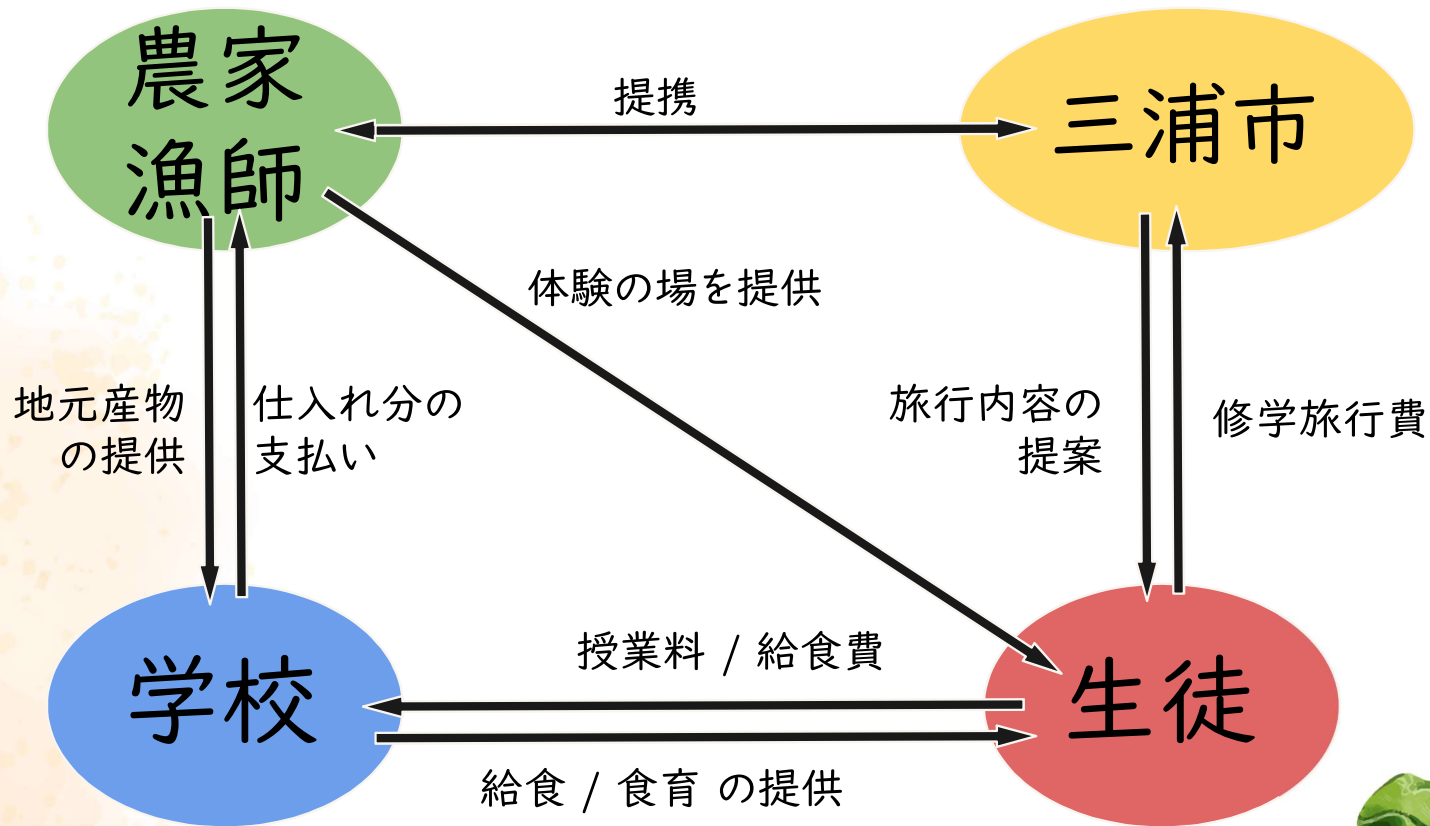 農家
漁師
提携
三浦市
体験の場を提供
地元産物
の提供
仕入れ分の
支払い
旅行内容の
提案
修学旅行費
授業料 / 給食費
学校
生徒
給食 / 食育 の提供